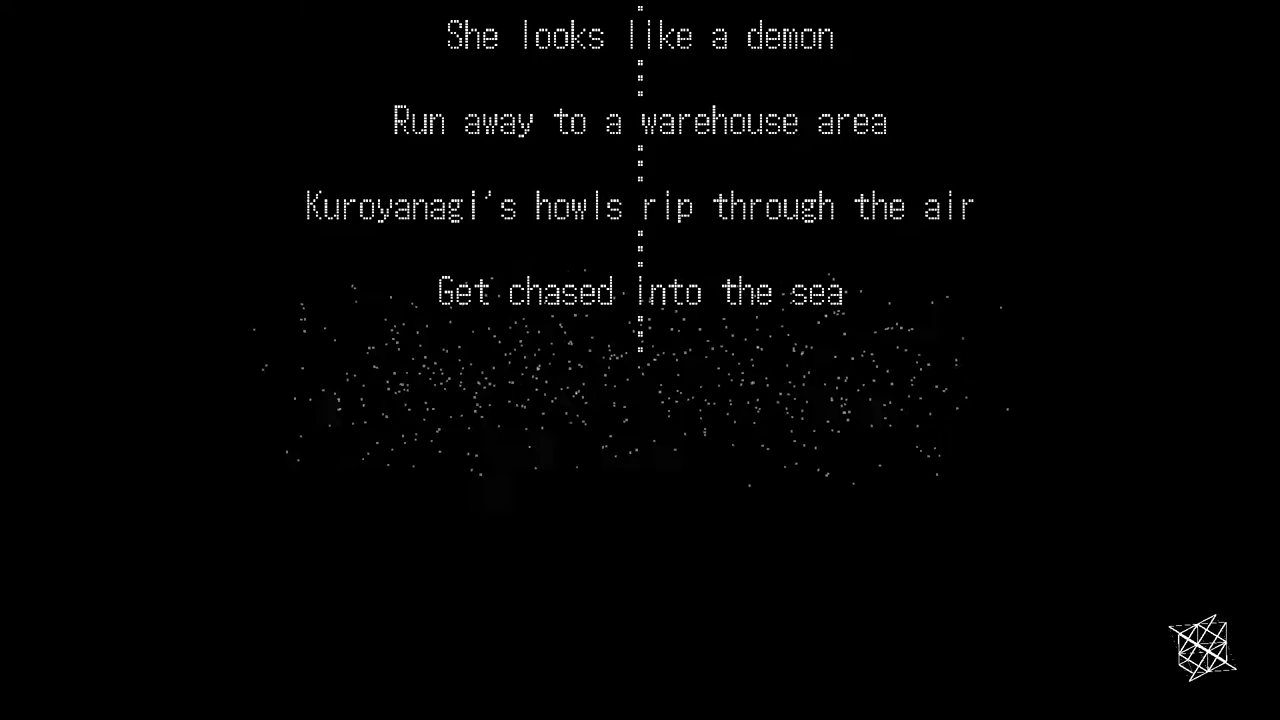 She looks like a demon
Run away to a warehouse area
Kuroyanagi's howls rip through the air
Get chased into the sea